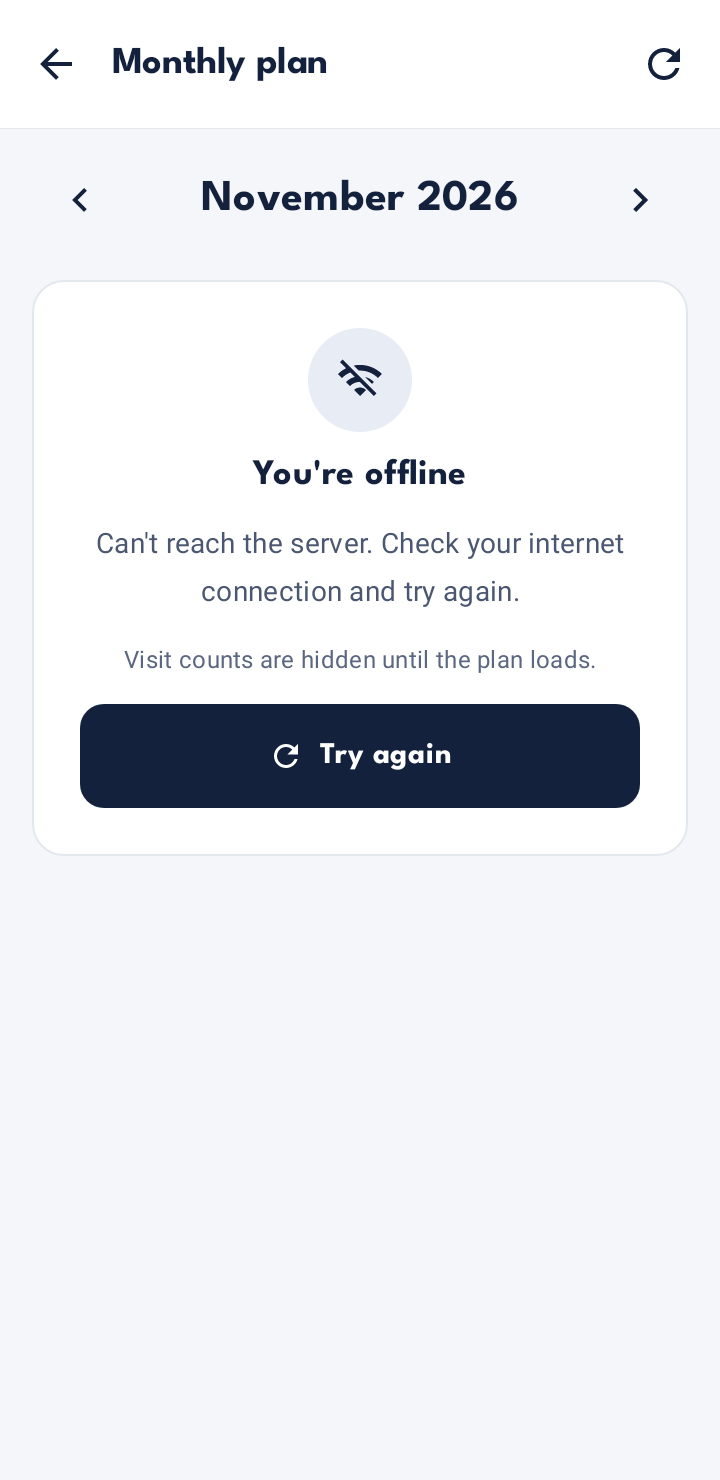 Monthly plan
November 2026
You're offline
Can't reach the server. Check your internet
connection and try again.
Visit counts are hidden until the plan loads.
Try again